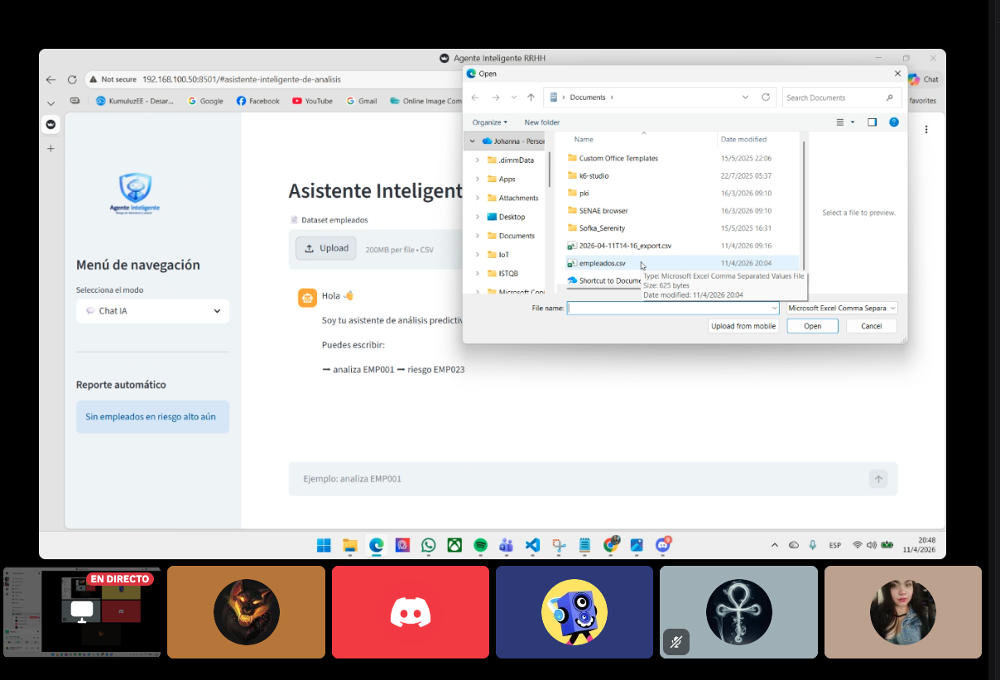 Agente Inteligente RRHH
Not secure 192.168.100.50:8501/#asistente-inteligente-de-analisis
Chat
KumuluzEE - Desar...
Google
Facebook
YouTube
Gmail
Online Image Com
favorites
Agente Inteligente
Menú de navegación
Selecciona el modo
Chat IA
Reporte automático
Sin empleados en riesgo alto aún
Asistente Inteligent
Dataset empleados
Upload
200MB per file • CSV
Hola
Soy tu asistente de análisis predictiv
Puedes escribir:
➞ analiza EMP001 ➞ riesgo EMP023
Ejemplo: analiza EMP001
Open
Documents
Search Documents
Organize
New folder
Johanna - Persor
.dimmData
Apps
Attachments
Desktop
Documents
IoT
ISTQB
Microsoft Con
Name
Date modified
Custom Office Templates
15/5/2025 22:06
k6-studio
22/7/2025 05:37
pki
16/3/2026 09:10
SENAE browser
16/3/2026 09:10
Sofka_Serenity
15/5/2025 16:31
2026-04-11T14-16_export.csv
11/4/2026 09:16
empleados.csv
11/4/2026 20:04
Shortcut to Docume
Type: Microsoft Excel Comma Separated Values File
Size: 625 bytes
Date modified: 11/4/2026 20:04
Select a file to preview.
File name:
Microsoft Excel Comma Separa
Upload from mobile
Open
Cancel
ESP
20:48
11/4/2026
EN DIRECTO